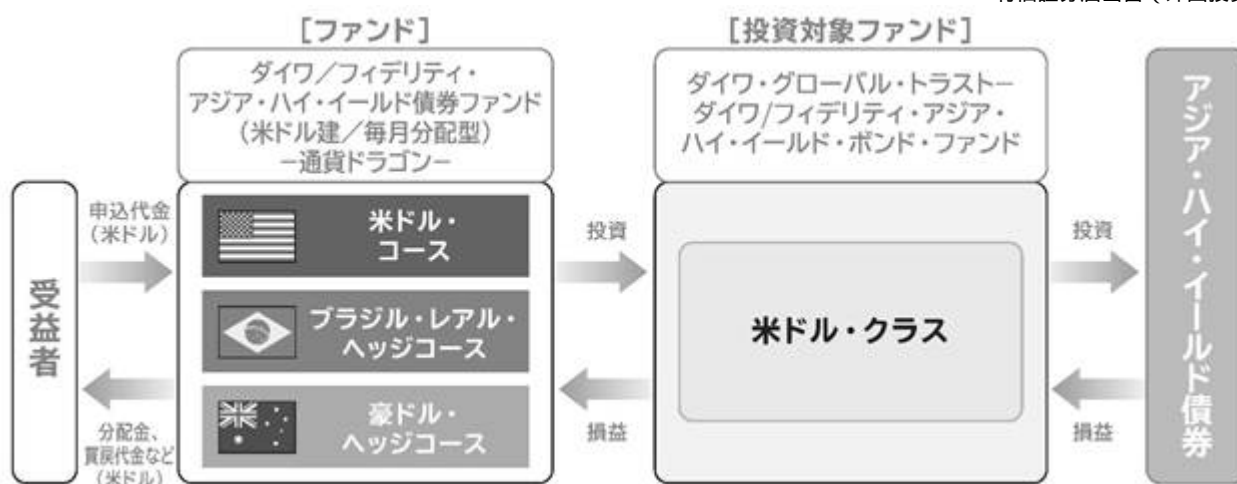 [ファンド]
ダイワ／フィデリティ・
アジア・ハイ・イールド債券ファンド
（米ドル建／毎月分配型）
－通貨ドラゴン－
[投資対象ファンド]
ダイワ・グローバル・トラスト－
ダイワ/フィデリティ・アジア・
ハイ・イールド・ボンド・ファンド
受益者
申込代金
（米ドル）
分配金、
買戻代金など
（米ドル）
米ドル・
コース
ブラジル・レアル・
ヘッジコース
豪ドル・
ヘッジコース
投資
損益
米ドル・クラス
投資
損益
アジア・ハイ・イールド債券